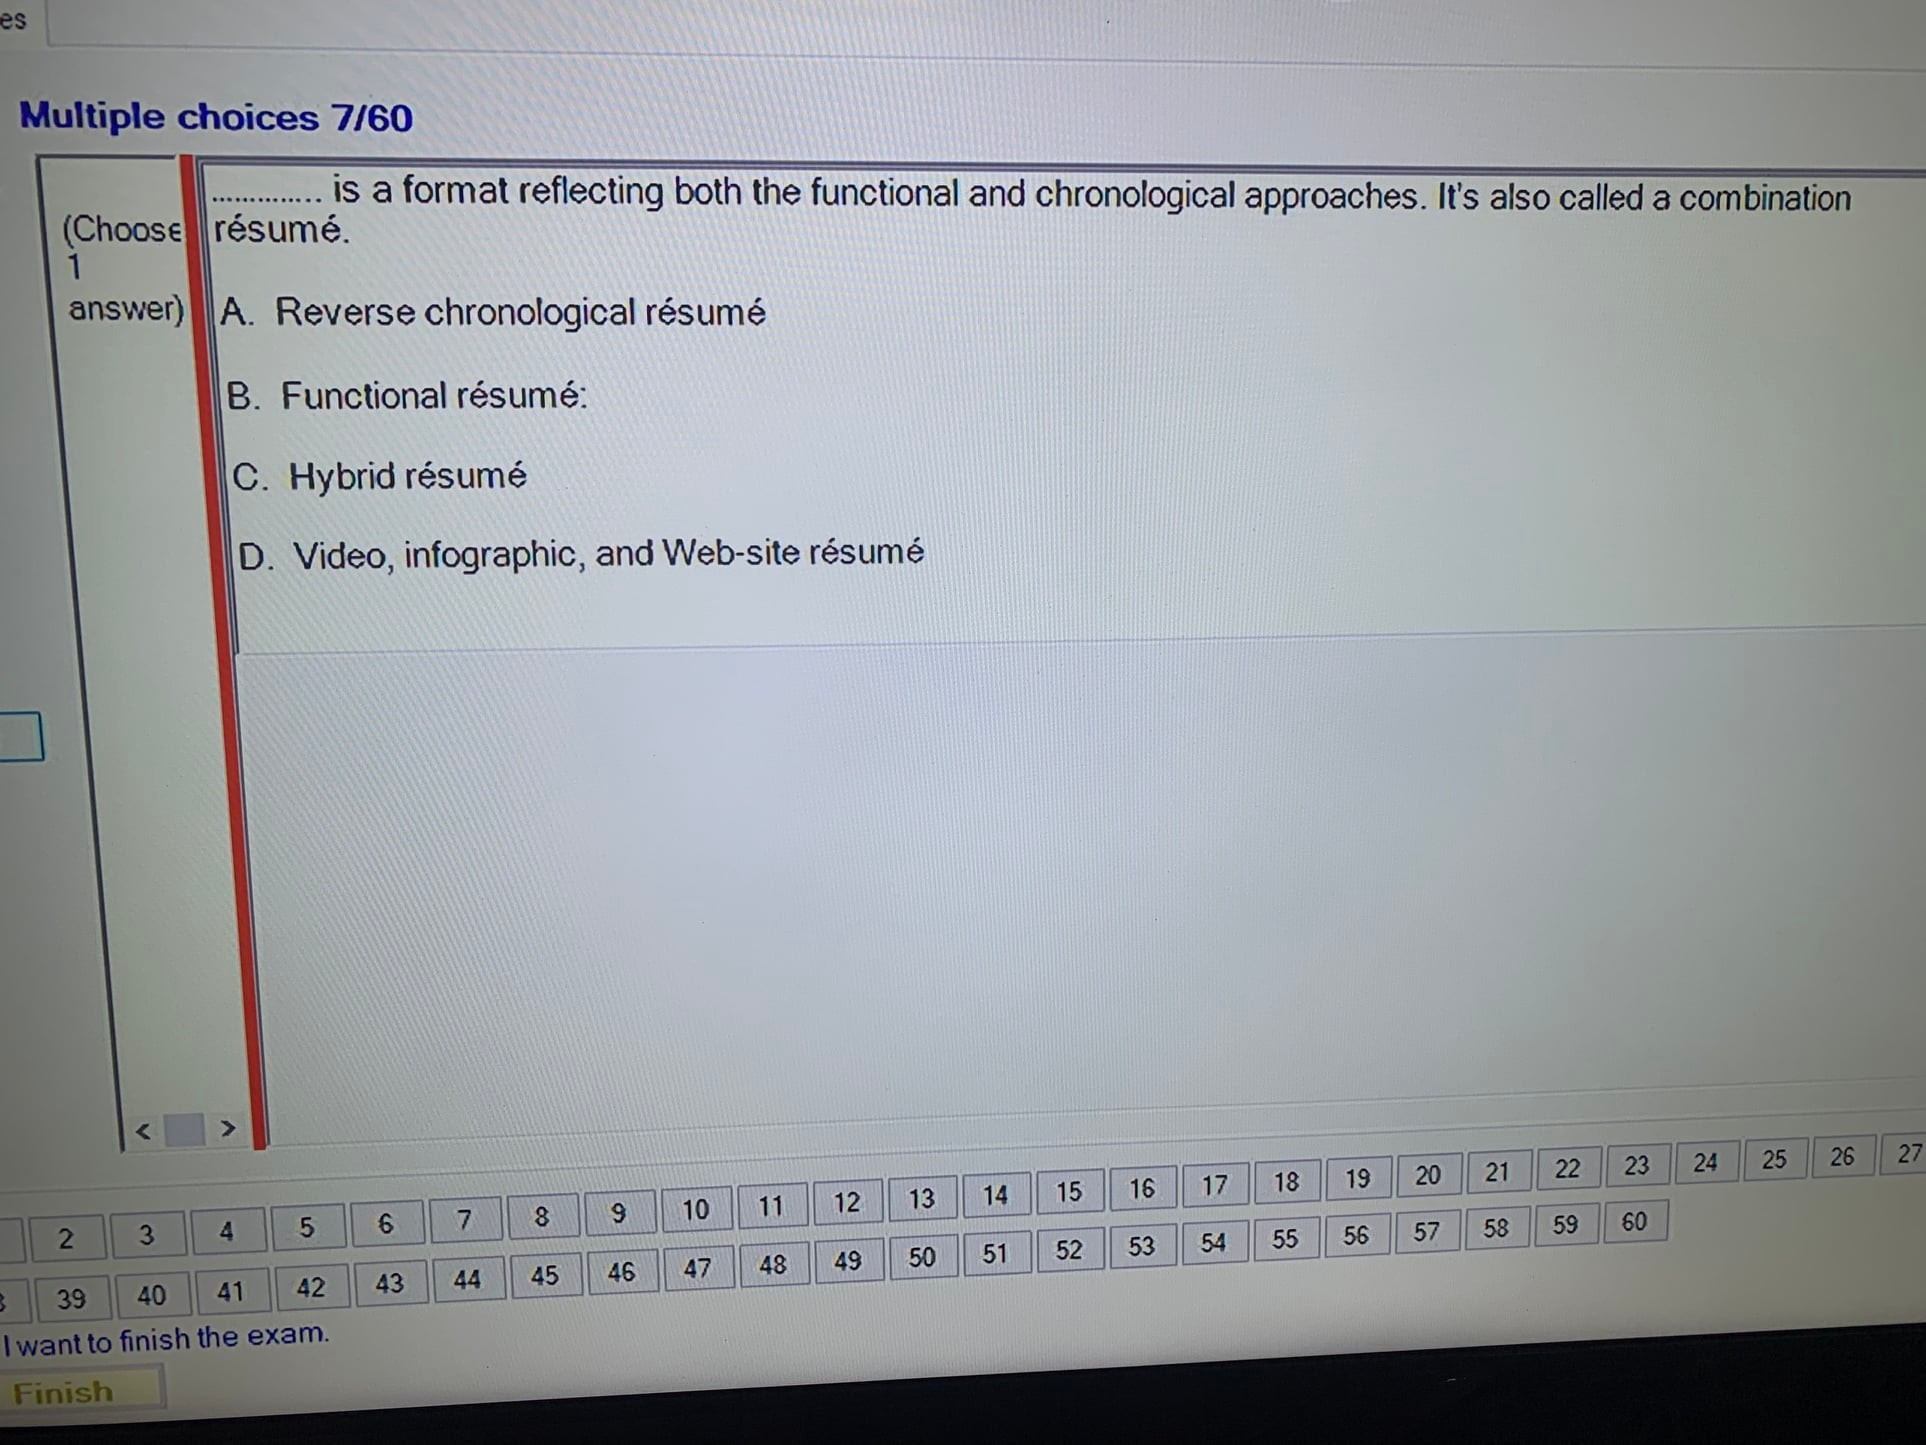 es
Multiple choices 7/60
(Choose
1
answer)
.............. is a format reflecting both the functional and chronological approaches. It's also called a combination
résumé.
A. Reverse chronological résumé
B. Functional résumé:
C. Hybrid résumé
D. Video, infographic, and Web-site résumé
< >
2 3 4 5 6 7 8 9 10 11 12 13 14 15 16 17 18 19 20 21 22 23 24 25 26 27
39 40 41 42 43 44 45 46 47 48 49 50 51 52 53 54 55 56 57 58 59 60
I want to finish the exam.
Finish